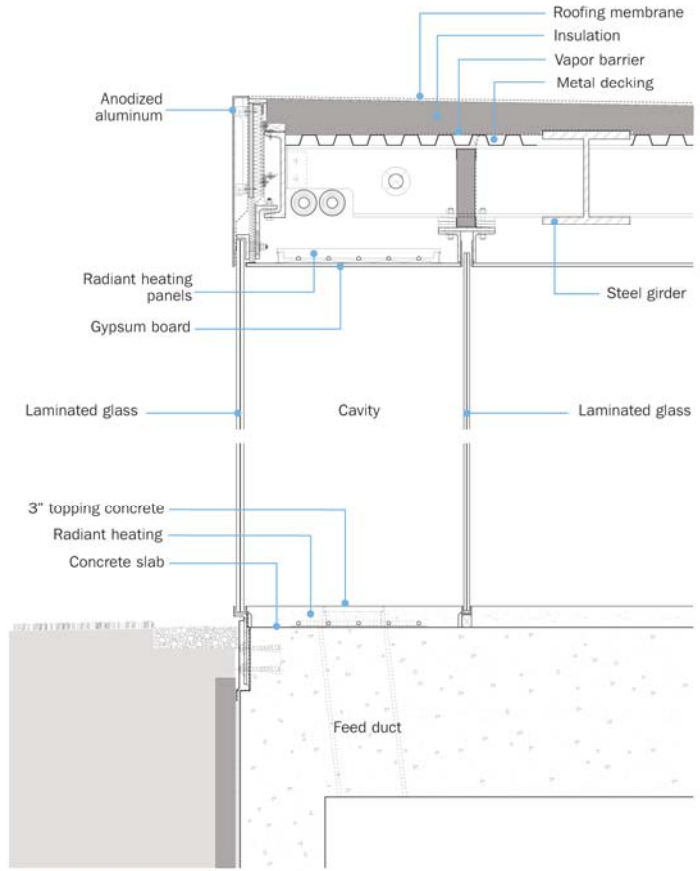 Roofing membrane
Insulation
Vapor barrier
Metal decking
Anodized
aluminum
Radiant heating
panels
Steel girder
Gypsum board
Laminated glass
Cavity
Laminated glass
3” topping concrete
Radiant heating
Concrete slab
Feed duct